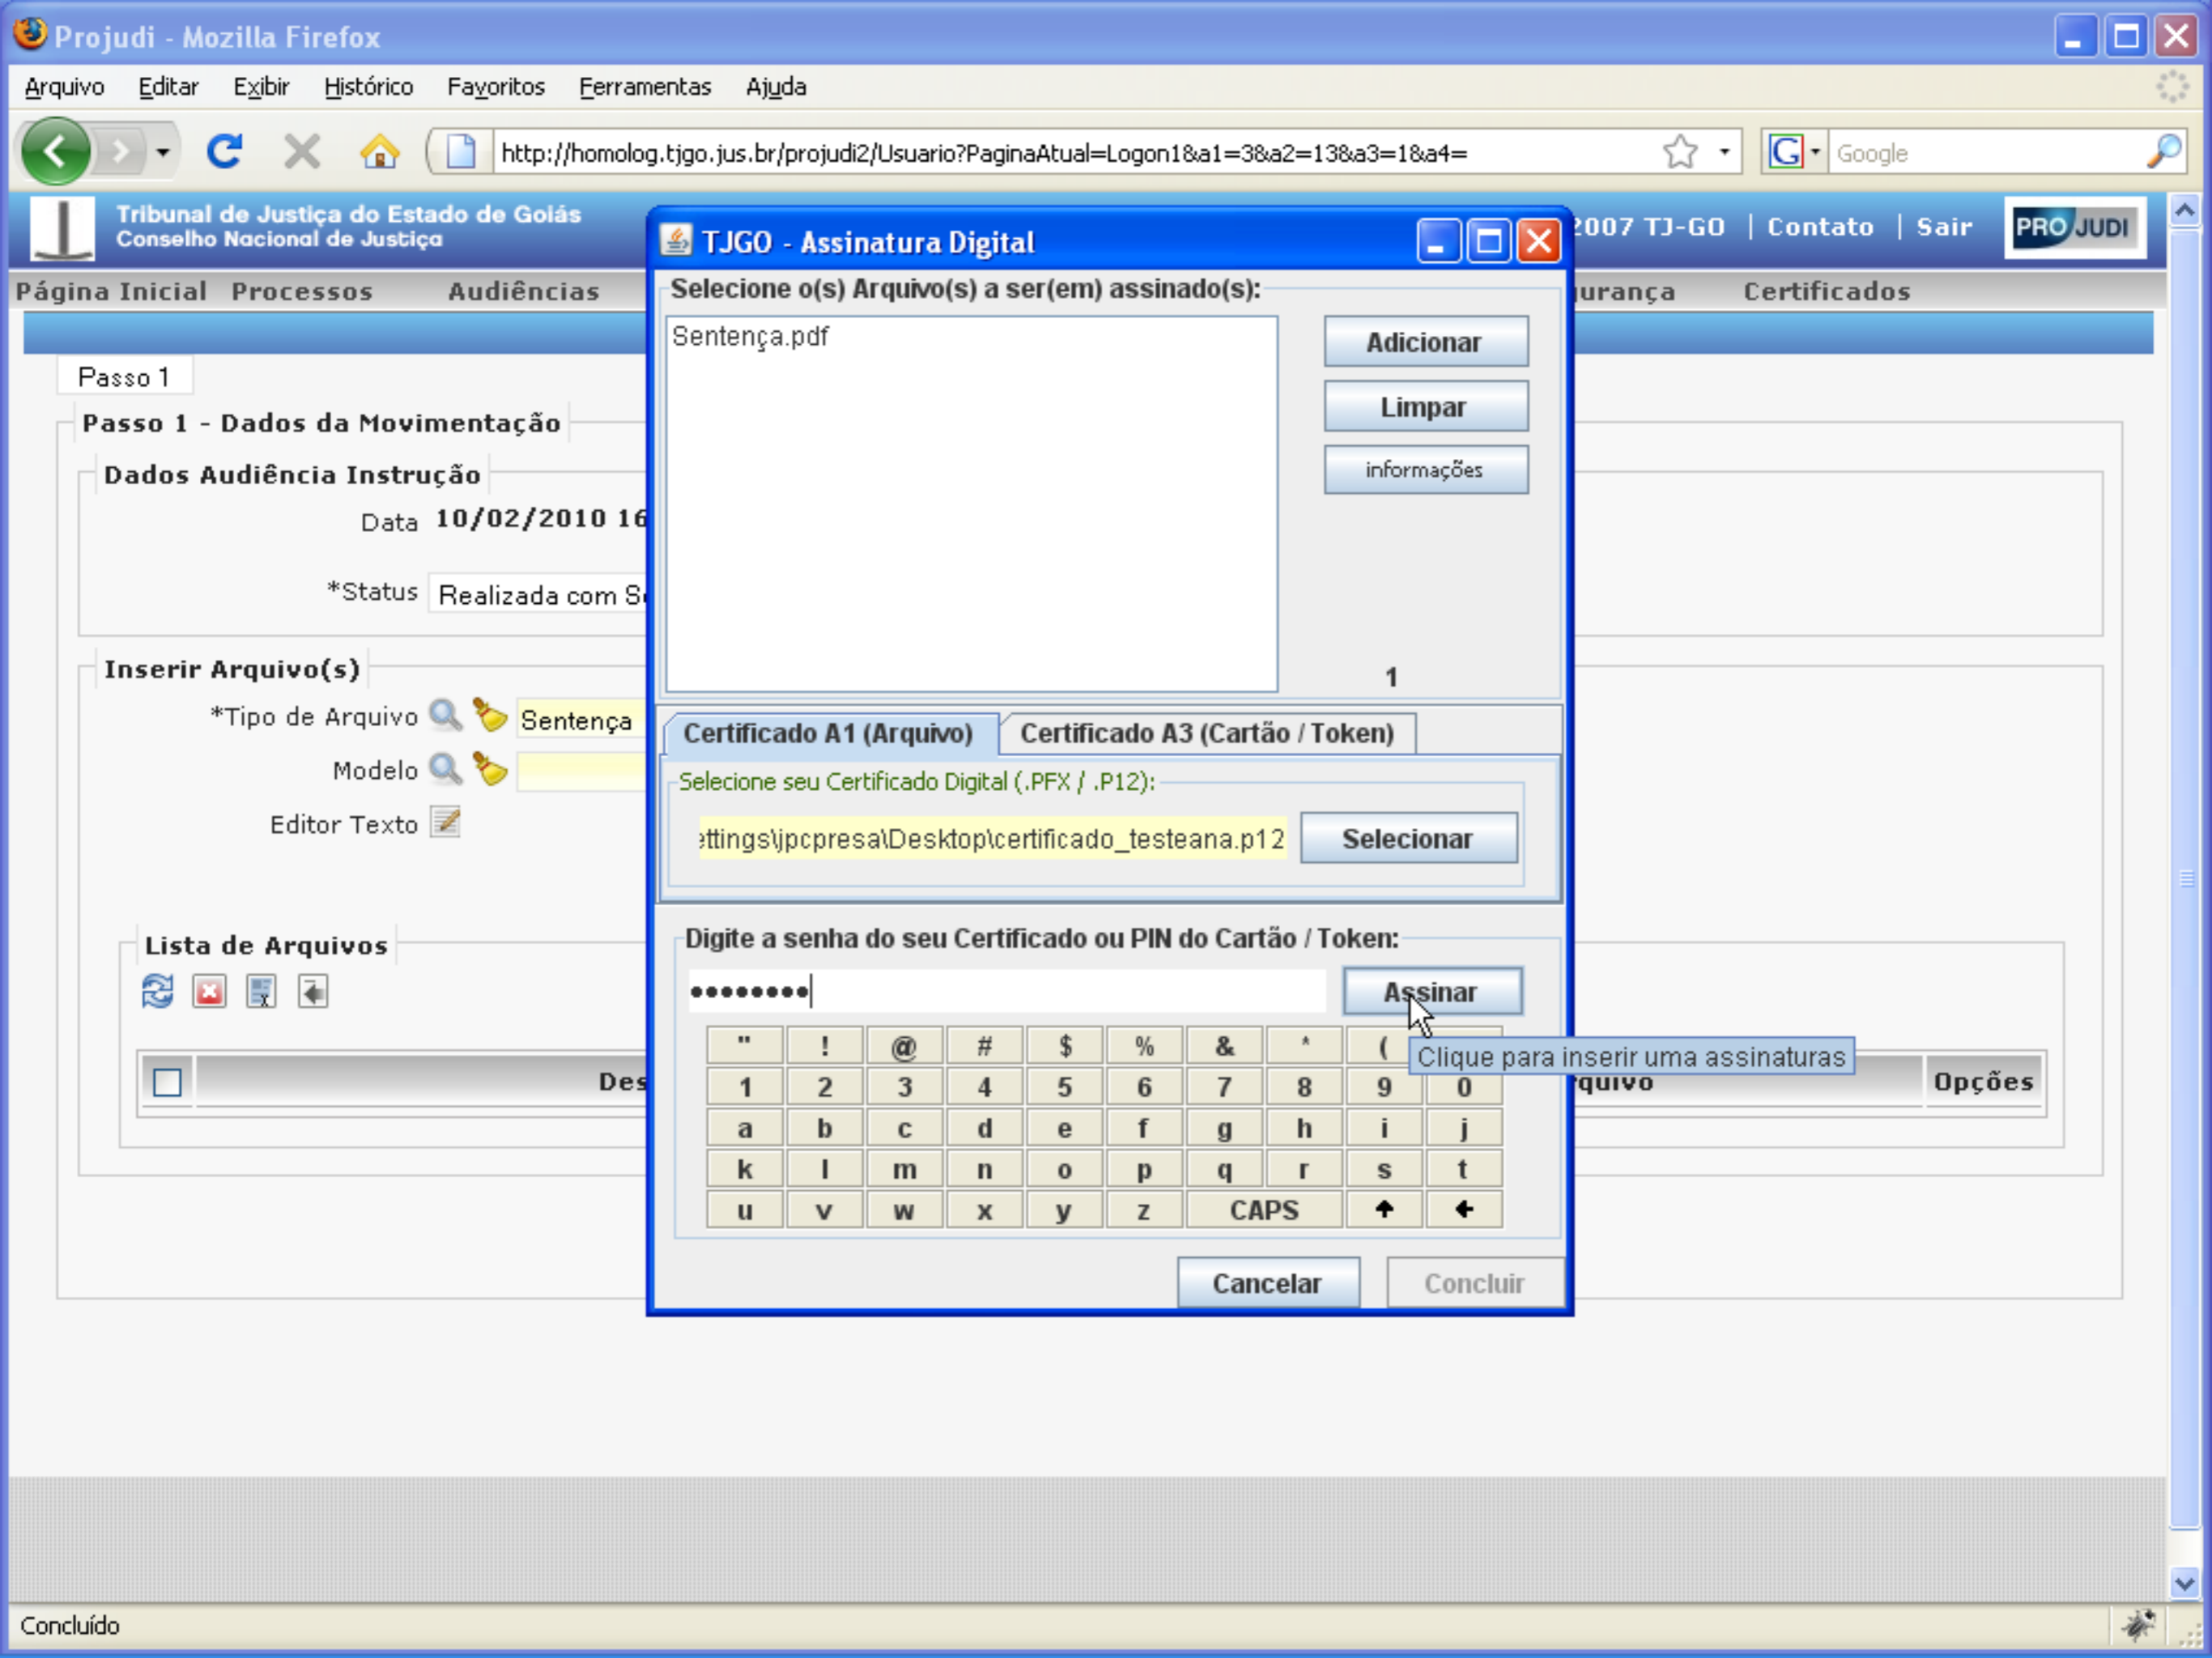 Projudi - Mozilla Firefox
Arquivo Editar Exibir Histórico Favoritos Ferramentas Ajuda
http://homolog.tjgo.jus.br/projudi2/Usuario?PaginaAtual=Logon1&a1=3&a2=13&a3=1&a4=
G Google
Tribunal de Justiça do Estado de Goiás
Conselho Nacional de Justiça
2007 TJ-GO | Contato | Sair
PROJUDI
Página Inicial Processos Audiências urança Certificados
Passo 1
Passo 1 - Dados da Movimentação
Dados Audiência Instrução
Data 10/02/2010 16
*Status Realizada com S
Inserir Arquivo(s)
*Tipo de Arquivo Sentença
Modelo
Editor Texto
Lista de Arquivos
Des quivo Opções
TJGO - Assinatura Digital
Selecione o(s) Arquivo(s) a ser(em) assinado(s):
Sentença.pdf
Adicionar
Limpar
informações
1
Certificado A1 (Arquivo) Certificado A3 (Cartão / Token)
Selecione seu Certificado Digital (.PFX / .P12):
ettings\jpcpresa\Desktop\certificado_testeana.p12 Selecionar
Digite a senha do seu Certificado ou PIN do Cartão / Token:
•••••••• Assinar
Clique para inserir uma assinaturas
" ! @ # $ % & * (
1 2 3 4 5 6 7 8 9 0
a b c d e f g h i j
k l m n o p q r s t
u v w x y z CAPS
Cancelar Concluir
Concluído